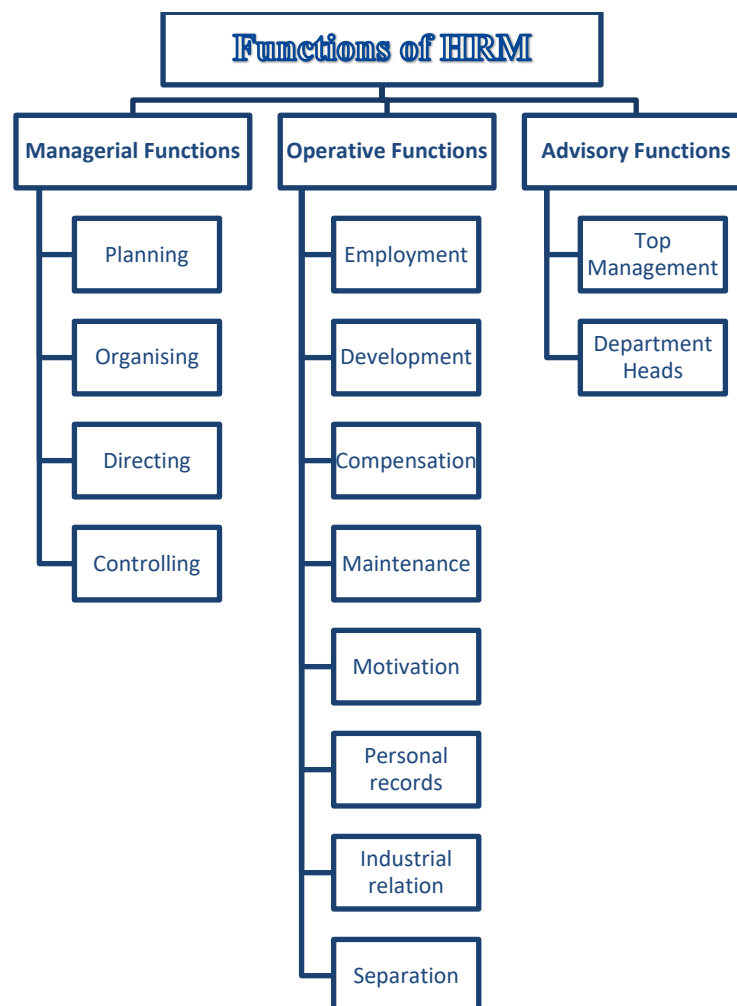 Functions of HRM
Managerial Functions
Planning
Organising
Directing
Controlling
Operative Functions
Employment
Development
Compensation
Maintenance
Motivation
Personal
records
Industrial
relation
Separation
Advisory Functions
Top
Management
Department
Heads